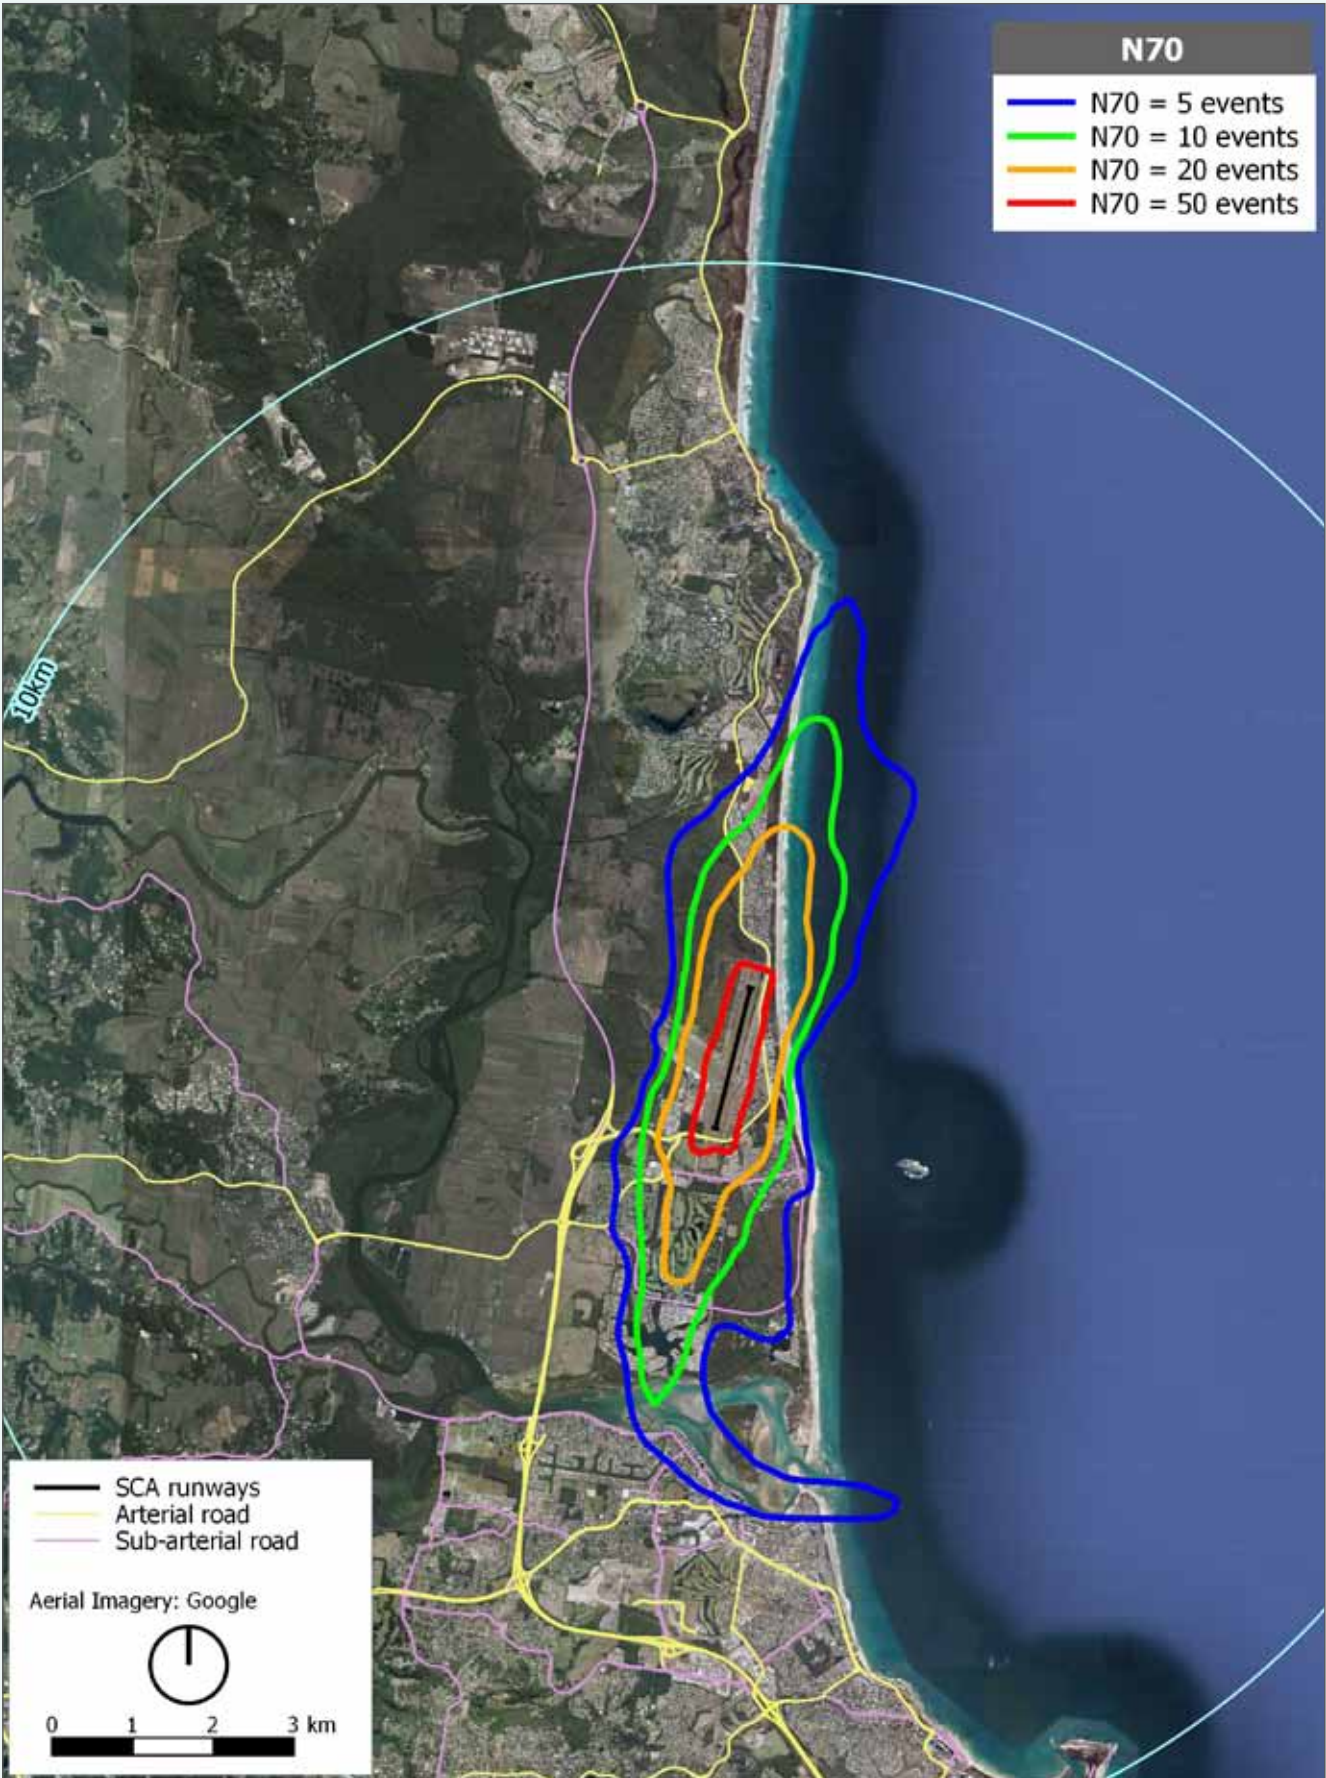 N70
N70 = 5 events
N70 = 10 events
N70 = 20 events
N70 = 50 events
10km
SCA runways
Arterial road
Sub-arterial road
Aerial Imagery: Google
0 1 2 3 km